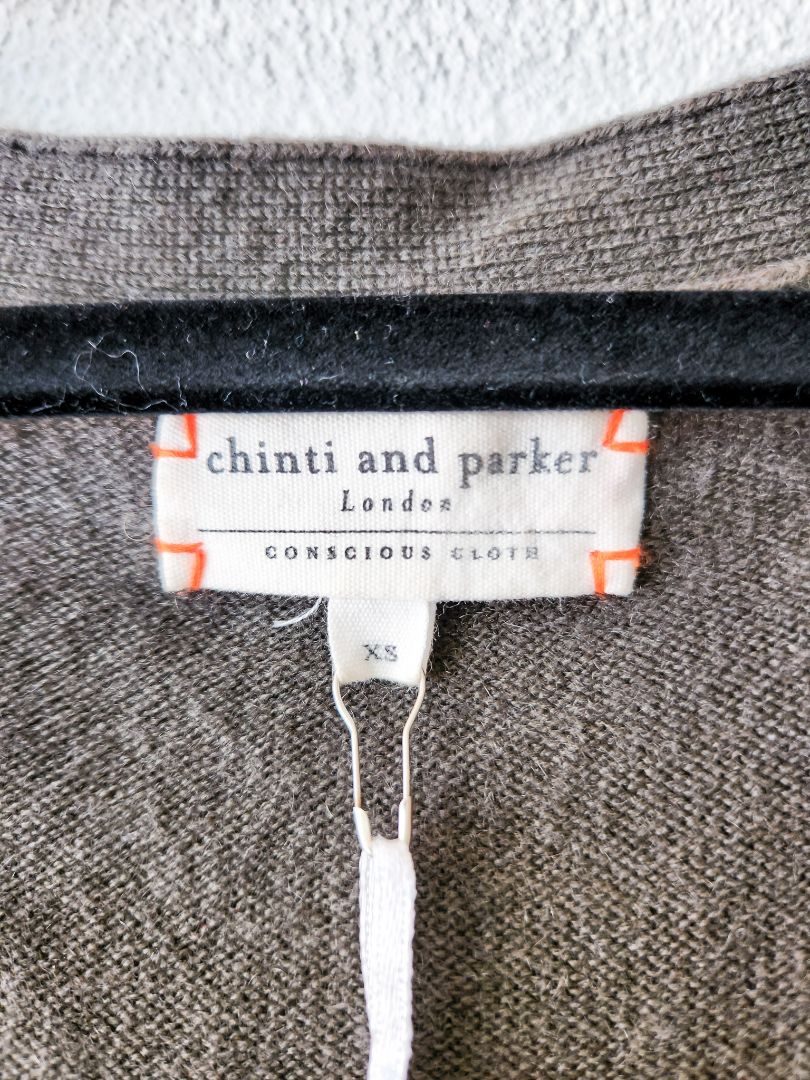 chinti and parker
London
CONSCIOUS CLOTH
XS